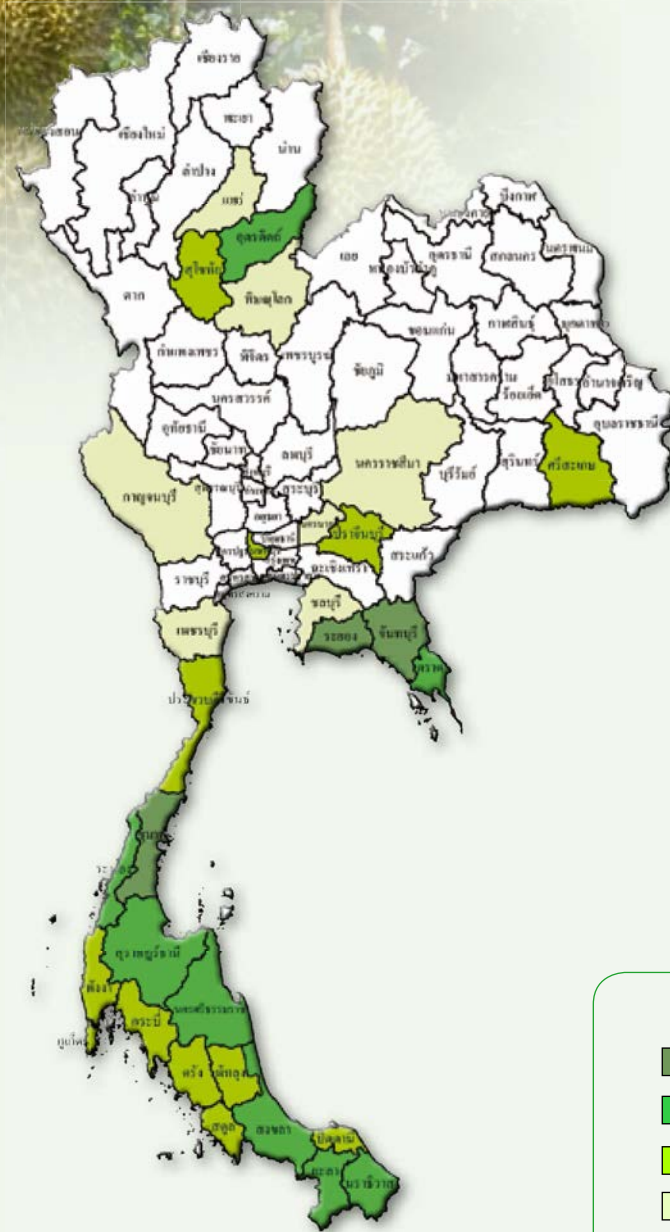 เชียงราย
พะเยา
เชียงใหม่
น่าน
ลำปาง
แพร่
บึงกาฬ
อุตรดิตถ์
เลย
อุดรธานี
สกลนคร
นครพนม
สุโขทัย
พิษณุโลก
ตาก
ขอนแก่น
กาฬสินธุ์
กำแพงเพชร
พิจิตร
เพชรบูรณ์
ชัยภูมิ
มหาสารคาม
ร้อยเอ็ด
อำนาจเจริญ
นครสวรรค์
อุบลราชธานี
อุทัยธานี
ชัยนาท
ลพบุรี
นครราชสีมา
บุรีรัมย์
สุรินทร์
ศรีสะเกษ
กาญจนบุรี
สระบุรี
ปราจีนบุรี
สระแก้ว
ราชบุรี
ฉะเชิงเทรา
ชลบุรี
เพชรบุรี
ระยอง
จันทบุรี
ตราด
ประจวบคีรีขันธ์
สุราษฎร์ธานี
พังงา
นครศรีธรรมราช
กระบี่
ภูเก็ต
ตรัง
พัทลุง
สตูล
สงขลา
ปัตตานี
ยะลา
นราธิวาส